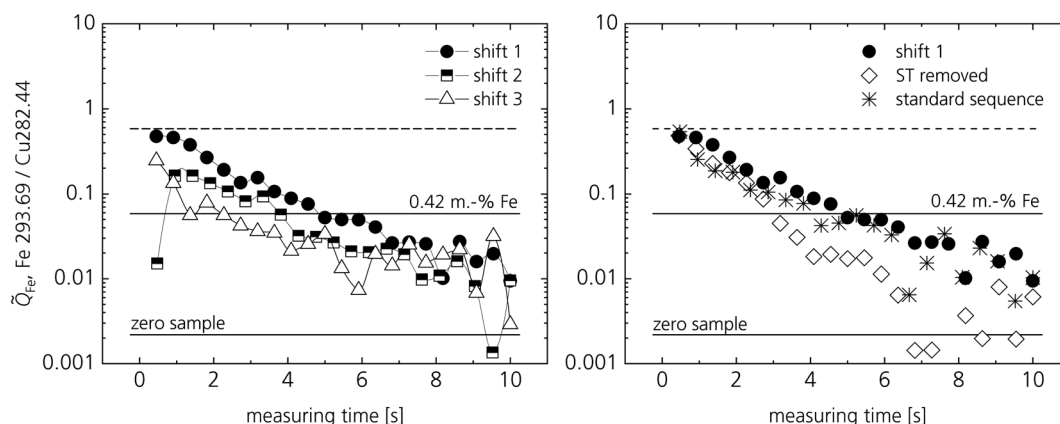 Q̃Fe, Fe 293.69 / Cu282.44
10
1
0.1
0.01
0.001
shift 1
shift 2
shift 3
0.42 m.-% Fe
zero sample
0 2 4 6 8 10
measuring time [s]
10
1
0.1
0.01
0.001
shift 1
ST removed
standard sequence
0.42 m.-% Fe
zero sample
0 2 4 6 8 10
measuring time [s]